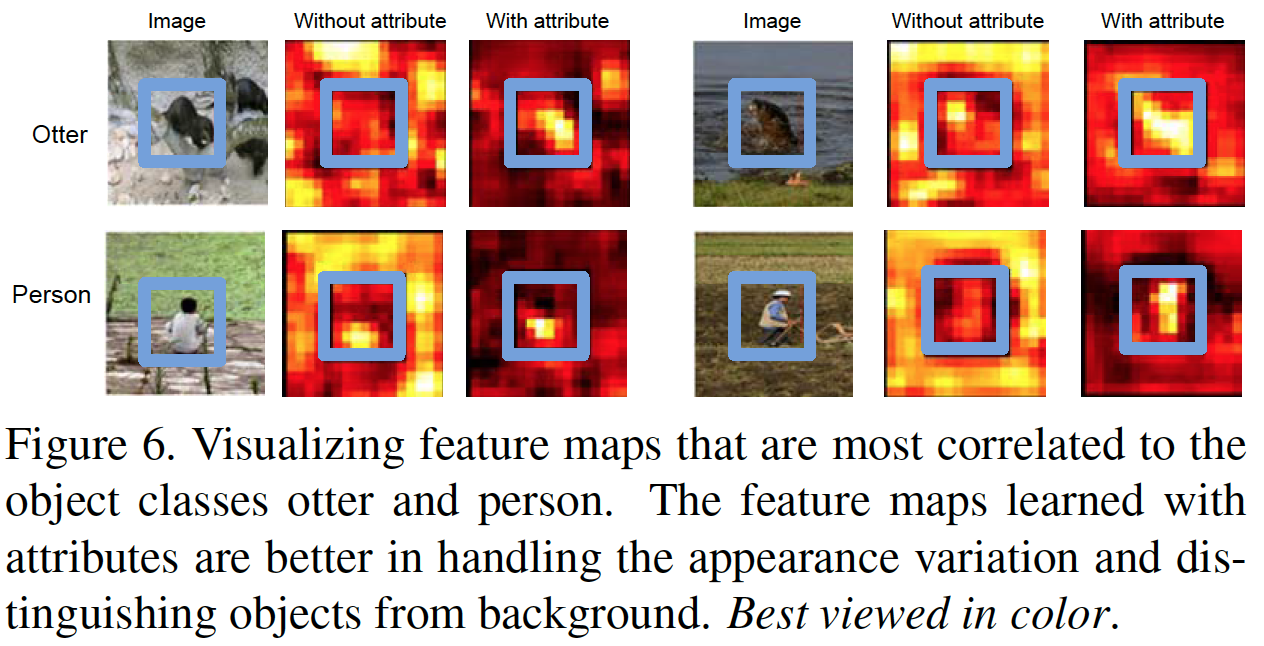 Image Without attribute With attribute Image Without attribute With attribute
Otter
Person
Figure 6. Visualizing feature maps that are most correlated to the
object classes otter and person. The feature maps learned with
attributes are better in handling the appearance variation and dis-
tinguishing objects from background. Best viewed in color.